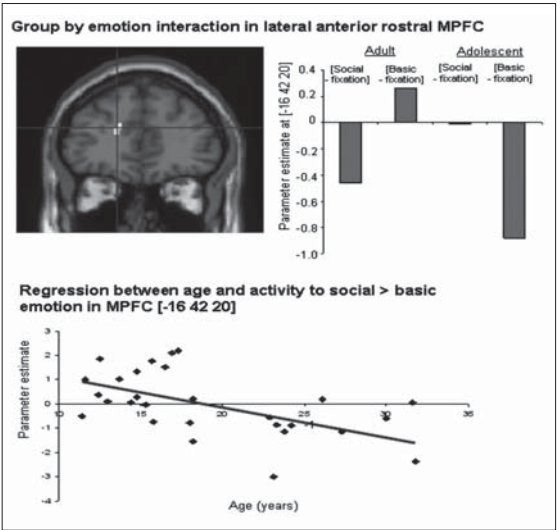 Group by emotion interaction in lateral anterior rostral MPFC
Adult Adolescent
[Social [Basic [Social [Basic
- fixation] - fixation] - fixation] - fixation]
Parameter estimate at [-16 42 20]
0.4
0.2
0
-0.2
-0.4
-0.6
-0.8
-1.0
Regression between age and activity to social > basic
emotion in MPFC [-16 42 20]
Parameter estimate
3
2
1
0
-1
-2
-3
-4
10 15 20 25 30 35
Age (years)